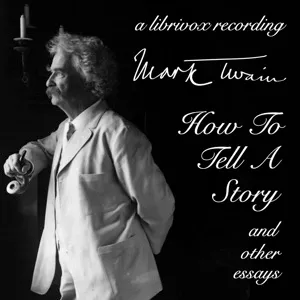 a librivox recording
Mark Twain
How To
Tell A
Story
and
other
essays